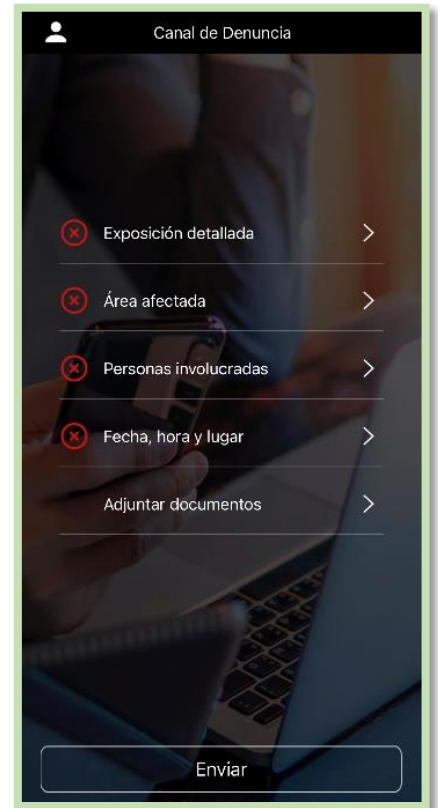 Canal de Denuncia
Exposición detallada
Área afectada
Personas involucradas
Fecha, hora y lugar
Adjuntar documentos
Enviar